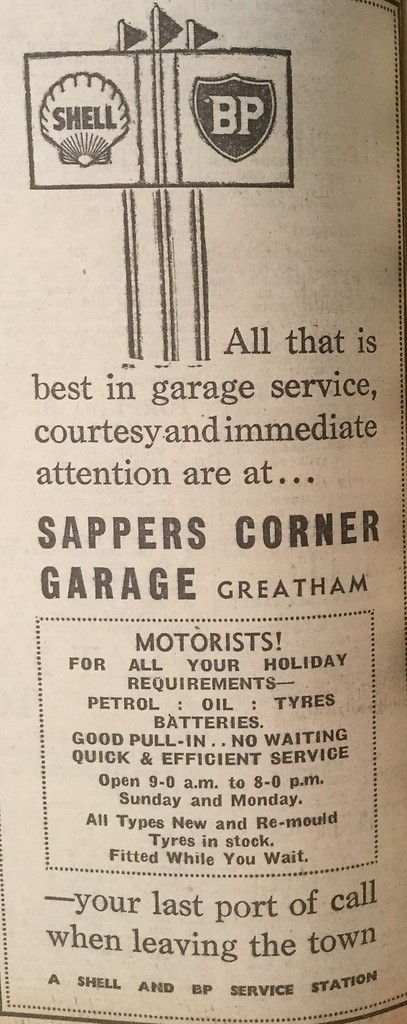 SHELL
BP
All that is
best in garage service,
courtesy and immediate
attention are at...
SAPPERS CORNER
GARAGE GREATHAM
MOTORISTS!
FOR ALL YOUR HOLIDAY
REQUIREMENTS—
PETROL : OIL : TYRES
BATTERIES.
GOOD PULL-IN . . NO WAITING
QUICK & EFFICIENT SERVICE
Open 9-0 a.m. to 8-0 p.m.
Sunday and Monday.
All Types New and Re-mould
Tyres in stock.
Fitted While You Wait.
—your last port of call
when leaving the town
A SHELL AND BP SERVICE STATION